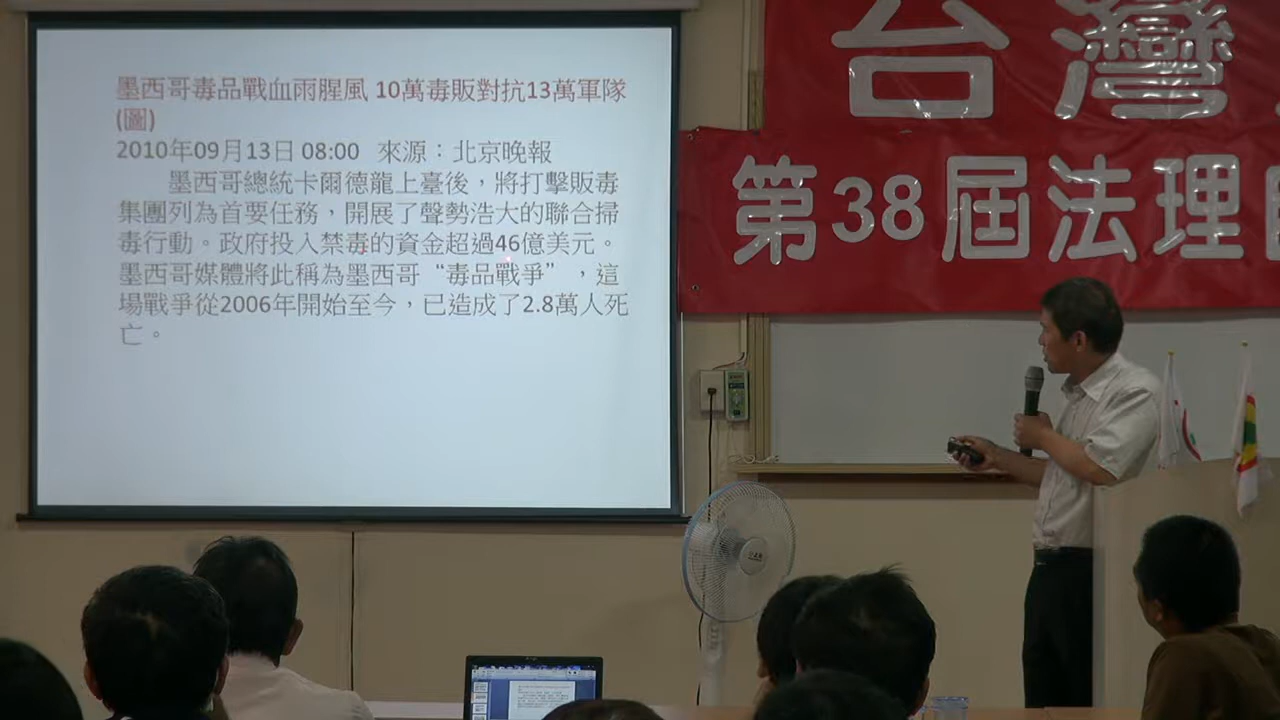 墨西哥毒品戰血雨腥風 10萬毒販對抗13萬軍隊
(圖)
2010年09月13日 08:00 來源：北京晚報
墨西哥總統卡爾德龍上臺後，將打擊販毒
集團列為首要任務，開展了聲勢浩大的聯合掃
毒行動。政府投入禁毒的資金超過46億美元。
墨西哥媒體將此稱為墨西哥“毒品戰爭”，這
場戰爭從2006年開始至今，已造成了2.8萬人死
亡。
台灣
第38屆法理